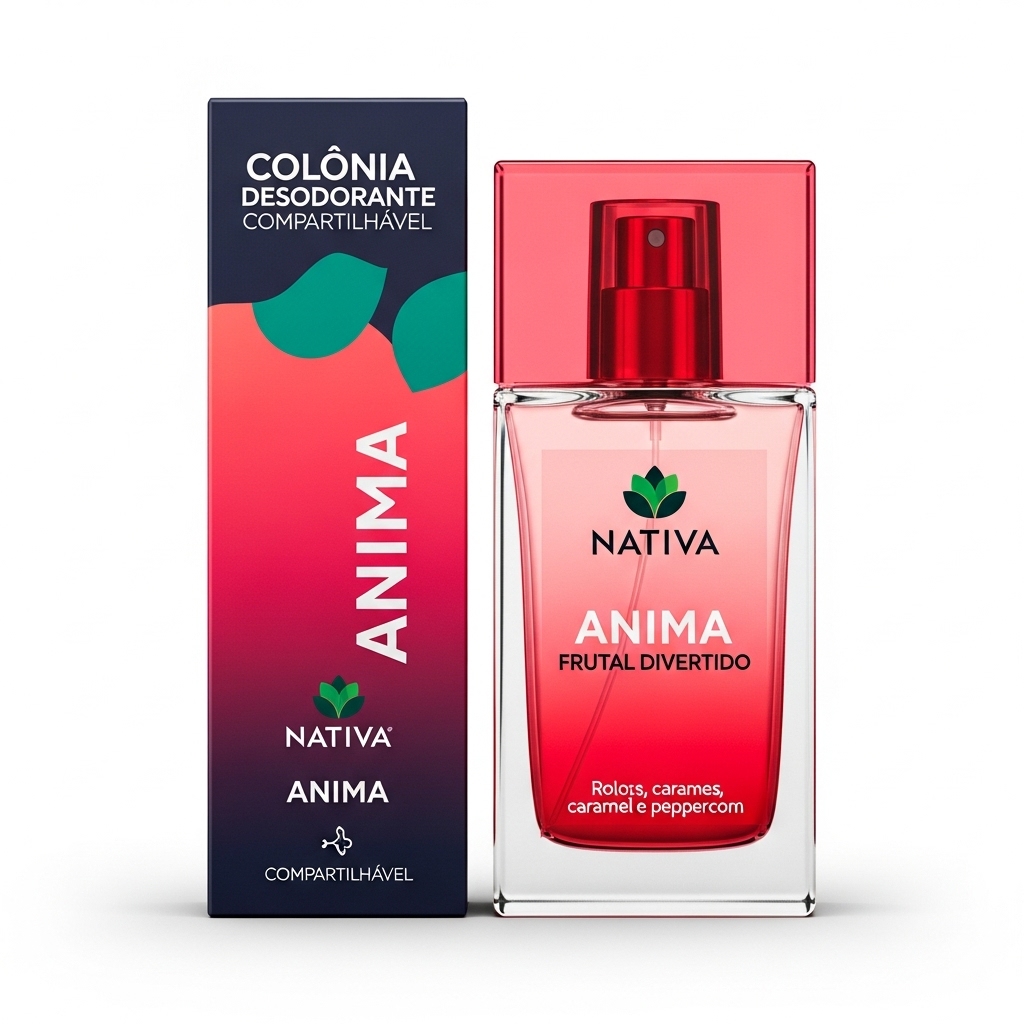 COLÔNIA
DESODORANTE
COMPARTILHÁVEL
ANIMA
NATIVA
ANIMA
COMPARTILHÁVEL
NATIVA
ANIMA
FRUTAL DIVERTIDO
Rolots, carames,
caramel e peppercom